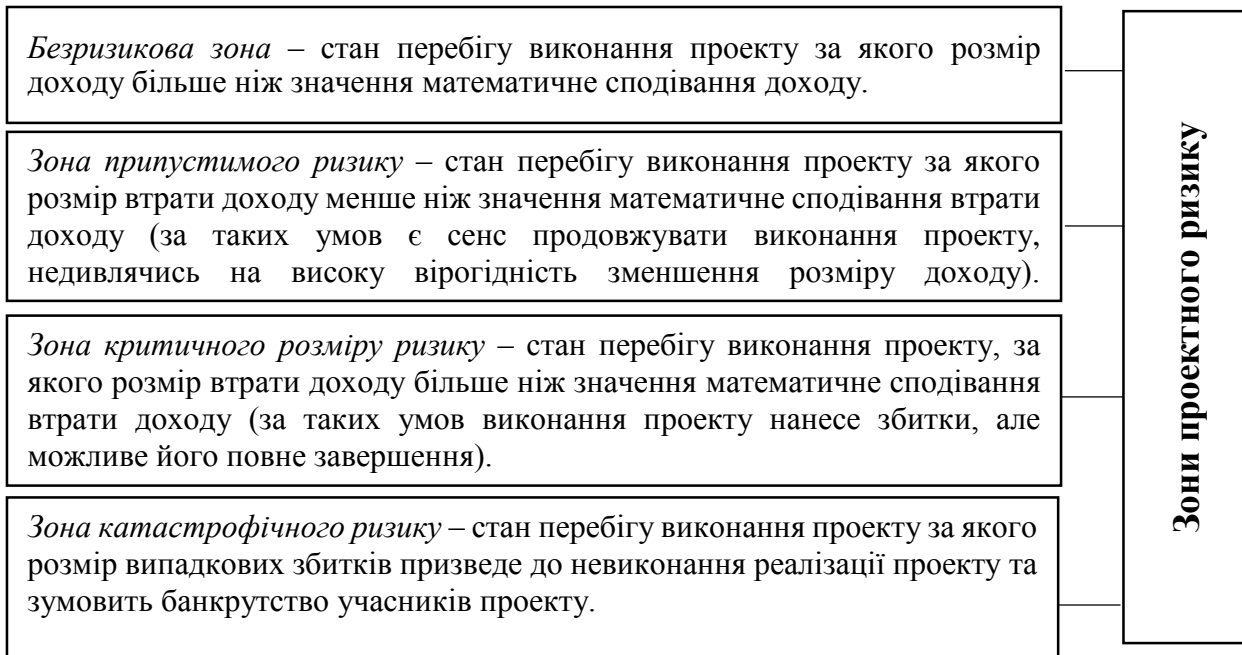 Безризикова зона – стан перебігу виконання проекту за якого розмір
доходу більше ніж значення математичне сподівання доходу.
Зона припустимого ризику – стан перебігу виконання проекту за якого
розмір втрати доходу менше ніж значення математичне сподівання втрати
доходу (за таких умов є сенс продовжувати виконання проекту,
недивлячись на високу вірогідність зменшення розміру доходу).
Зона критичного розміру ризику – стан перебігу виконання проекту, за
якого розмір втрати доходу більше ніж значення математичне сподівання
втрати доходу (за таких умов виконання проекту нанесе збитки, але
можливе його повне завершення).
Зона катастрофічного ризику – стан перебігу виконання проекту за якого
розмір випадкових збитків призведе до невиконання реалізації проекту та
зумовить банкрутство учасників проекту.
Зони проектного ризику